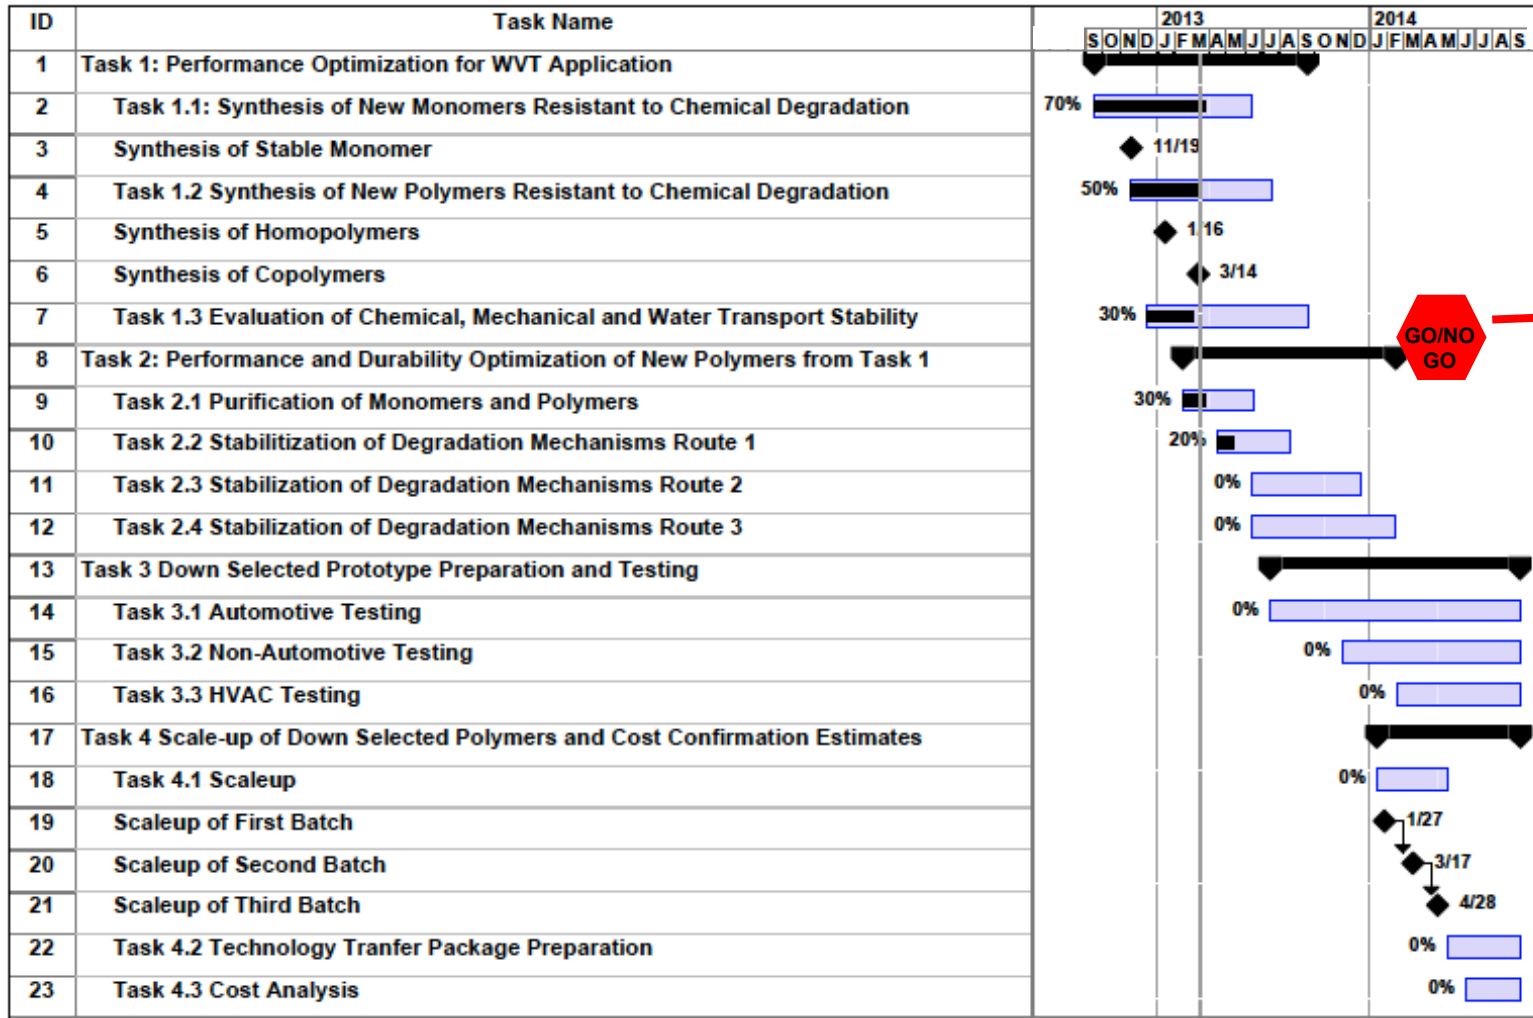 ID Task Name 2013 2014
S O N D J F M A M J J A S O N D J F M A M J J A S
1 Task 1: Performance Optimization for WVT Application
2 Task 1.1: Synthesis of New Monomers Resistant to Chemical Degradation 70%
3 Synthesis of Stable Monomer 11/19
4 Task 1.2 Synthesis of New Polymers Resistant to Chemical Degradation 50%
5 Synthesis of Homopolymers 1/16
6 Synthesis of Copolymers 3/14
7 Task 1.3 Evaluation of Chemical, Mechanical and Water Transport Stability 30%
GO/NO
GO
8 Task 2: Performance and Durability Optimization of New Polymers from Task 1
9 Task 2.1 Purification of Monomers and Polymers 30%
10 Task 2.2 Stabilitization of Degradation Mechanisms Route 1 20%
11 Task 2.3 Stabilization of Degradation Mechanisms Route 2 0%
12 Task 2.4 Stabilization of Degradation Mechanisms Route 3 0%
13 Task 3 Down Selected Prototype Preparation and Testing
14 Task 3.1 Automotive Testing 0%
15 Task 3.2 Non-Automotive Testing 0%
16 Task 3.3 HVAC Testing 0%
17 Task 4 Scale-up of Down Selected Polymers and Cost Confirmation Estimates
18 Task 4.1 Scaleup 0%
19 Scaleup of First Batch 1/27
20 Scaleup of Second Batch 3/17
21 Scaleup of Third Batch 4/28
22 Task 4.2 Technology Tranfer Package Preparation 0%
23 Task 4.3 Cost Analysis 0%